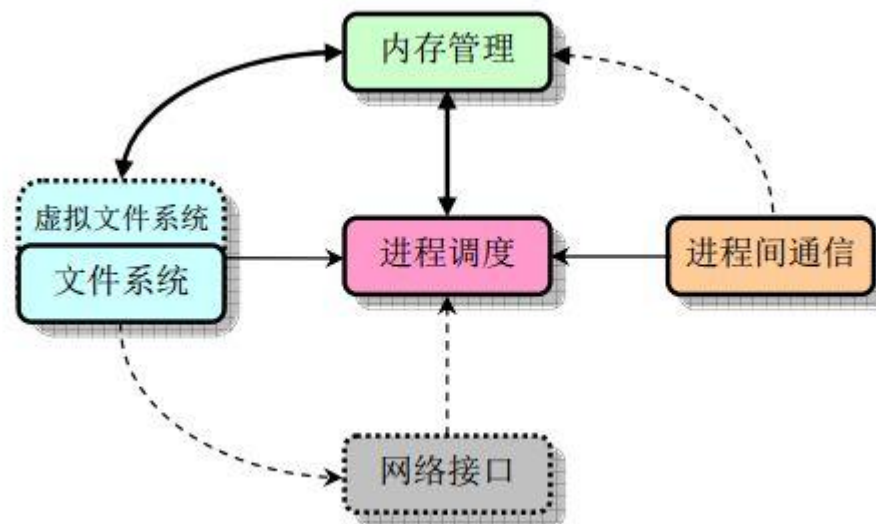 内存管理
虚拟文件系统
文件系统
进程调度
进程间通信
网络接口